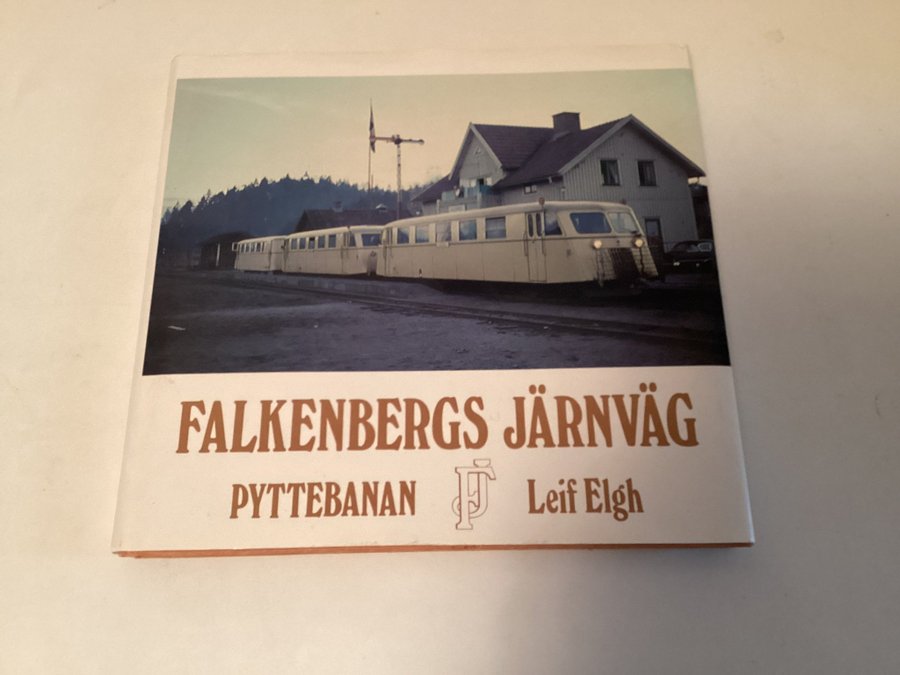 FALKENBERGS JÄRNVÄG
PYTTEBANAN FJ Leif Elgh